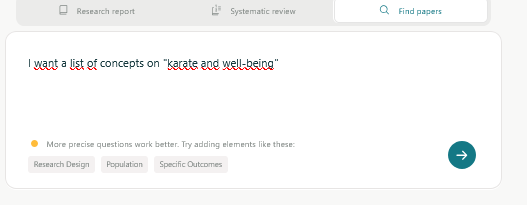 Research report
Systematic review
Find papers
I want a list of concepts on "karate and well-being"
More precise questions work better. Try adding elements like these:
Research Design
Population
Specific Outcomes